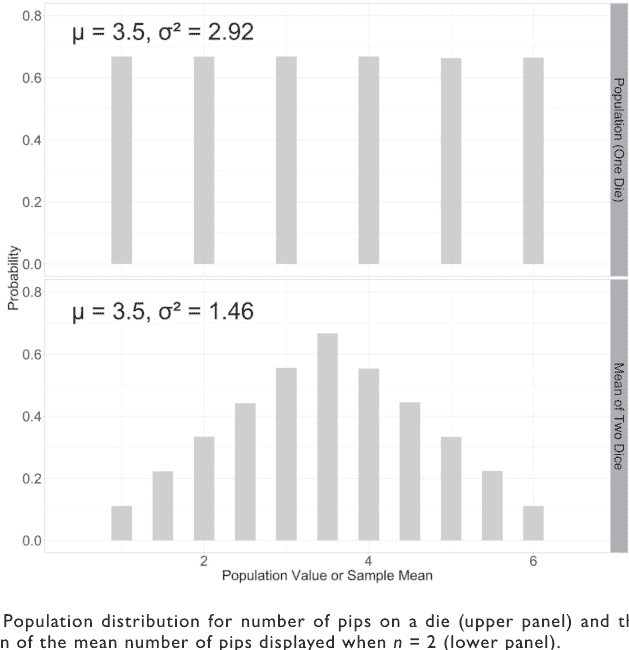 0.8
μ = 3.5, σ² = 2.92
0.6
0.4
0.2
0.0
Population (One Die)
Probability
0.8
μ = 3.5, σ² = 1.46
0.6
0.4
0.2
0.0
Mean of Two Dice
2 4 6
Population Value or Sample Mean
Population distribution for number of pips on a die (upper panel) and
of the mean number of pips displayed when n = 2 (lower panel).